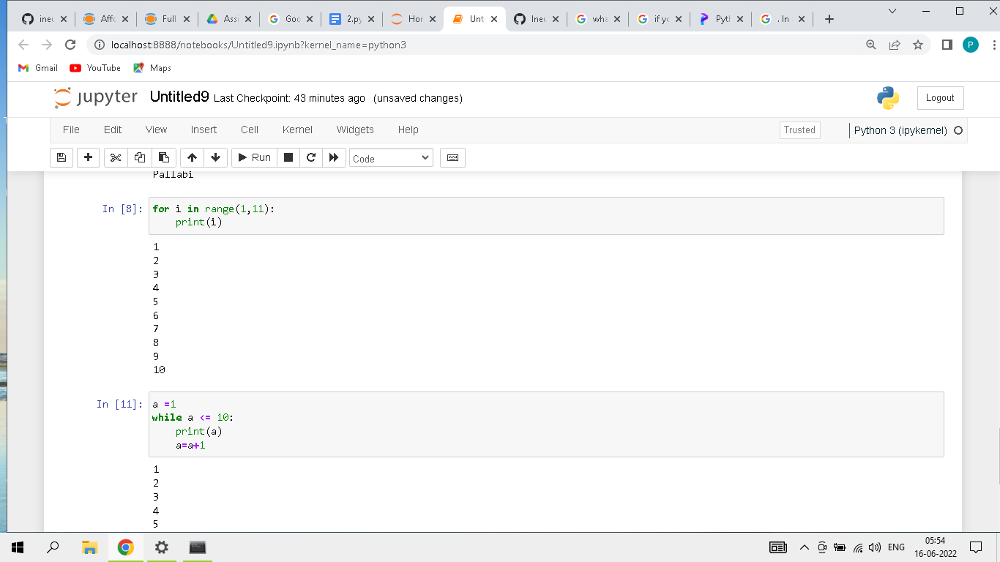 ineu
Affo
Full
Assi
Goo
2.py
Hor
Unt
Ineu
wha
if yo
Pyth
. In
localhost:8888/notebooks/Untitled9.ipynb?kernel_name=python3
Gmail YouTube Maps
P
jupyter Untitled9 Last Checkpoint: 43 minutes ago (unsaved changes)
Logout
File Edit View Insert Cell Kernel Widgets Help
Trusted
Python 3 (ipykernel)
Run
Code
Pallabi
In [8]: for i in range(1,11):
print(i)
1
2
3
4
5
6
7
8
9
10
In [11]: a =1
while a <= 10:
print(a)
a=a+1
1
2
3
4
5
ENG
05:54
16-06-2022